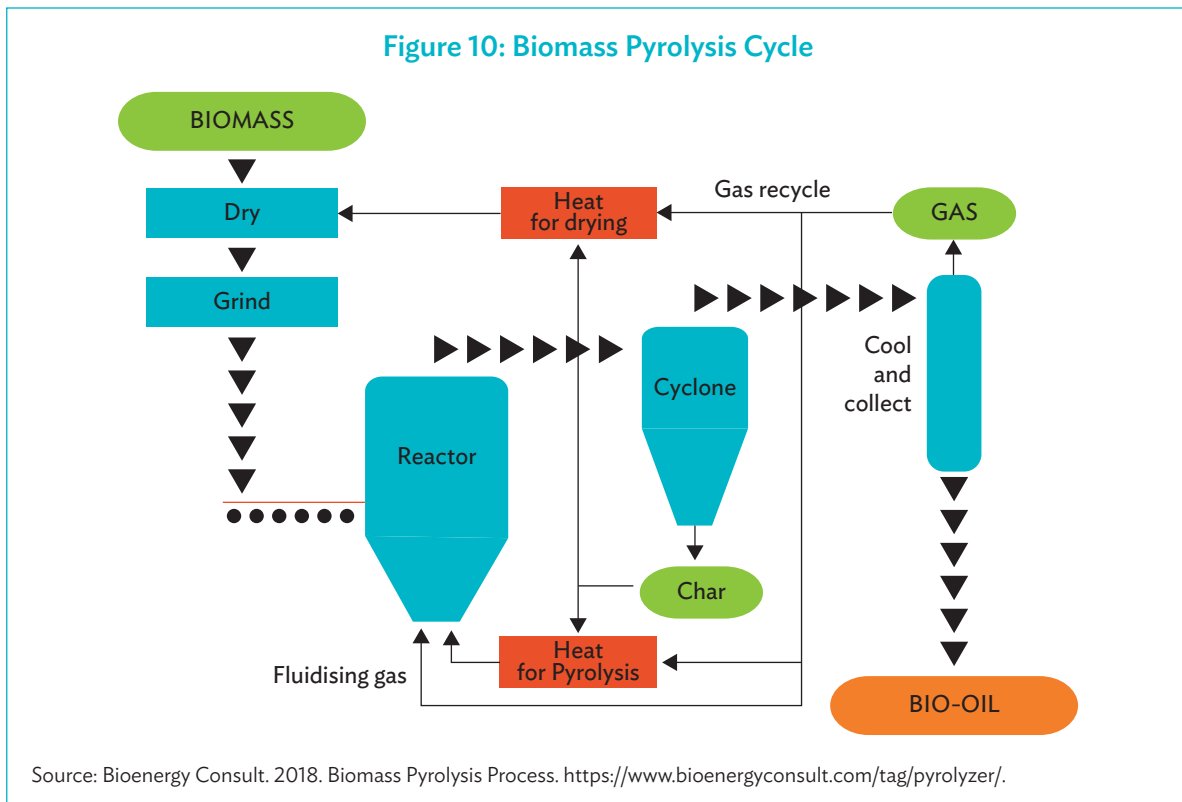 Figure 10: Biomass Pyrolysis Cycle
BIOMASS
Dry
Heat
for drying
Gas recycle
GAS
Grind
Reactor
Cyclone
Cool
and
collect
Char
Fluidising gas
Heat
for Pyrolysis
BIO-OIL
Source: Bioenergy Consult. 2018. Biomass Pyrolysis Process. https://www.bioenergyconsult.com/tag/pyrolyzer/.